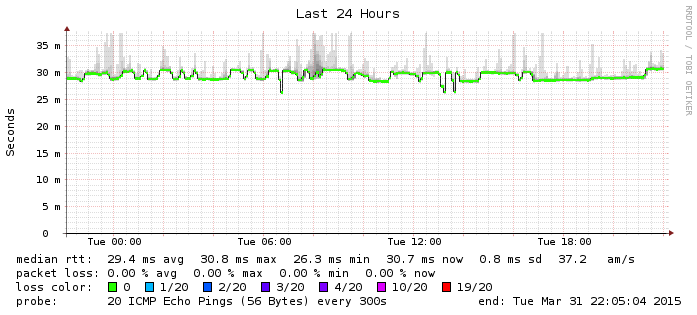 Last 24 Hours
RRDTOOL / TOBI OETIKER
Seconds
35 m
30 m
25 m
20 m
15 m
10 m
5 m
0
Tue 00:00 Tue 06:00 Tue 12:00 Tue 18:00
median rtt: 29.4 ms avg 30.8 ms max 26.3 ms min 30.7 ms now 0.8 ms sd 37.2 am/s
packet loss: 0.00 % avg 0.00 % max 0.00 % min 0.00 % now
loss color: 0 1/20 2/20 3/20 4/20 10/20 19/20
probe: 20 ICMP Echo Pings (56 Bytes) every 300s end: Tue Mar 31 22:05:04 2015